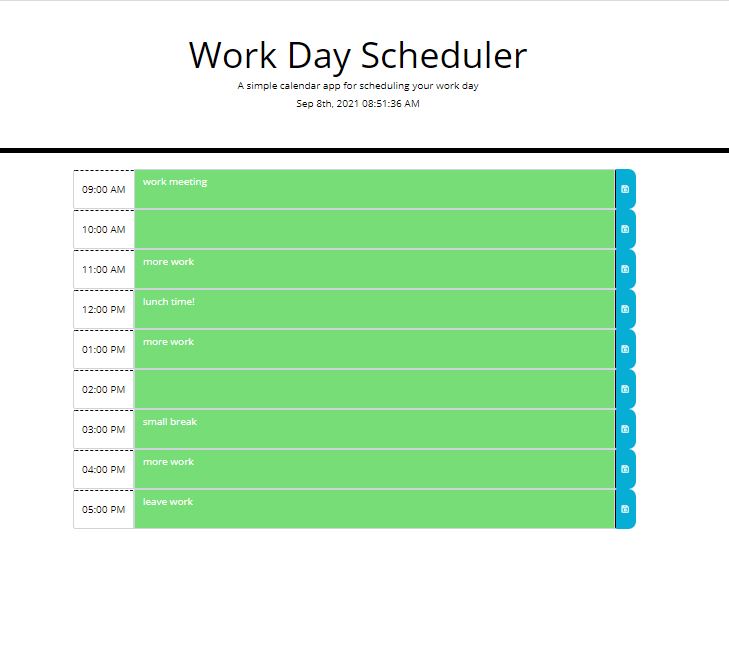 Work Day Scheduler
A simple calendar app for scheduling your work day
Sep 8th, 2021 08:51:36 AM
09:00 AM work meeting
10:00 AM
11:00 AM more work
12:00 PM lunch time!
01:00 PM more work
02:00 PM
03:00 PM small break
04:00 PM more work
05:00 PM leave work